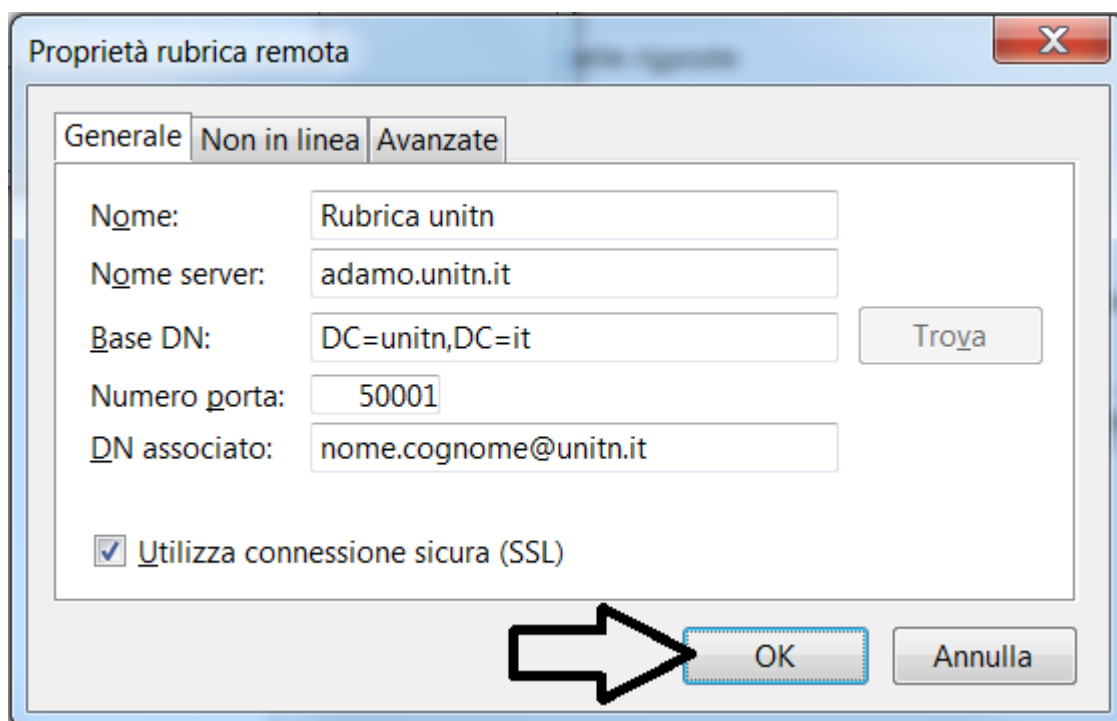 Proprietà rubrica remota
Generale Non in linea Avanzate
Nome: Rubrica unitn
Nome server: adamo.unitn.it
Base DN: DC=unitn,DC=it Trova
Numero porta: 50001
DN associato: nome.cognome@unitn.it
Utilizza connessione sicura (SSL)
OK Annulla